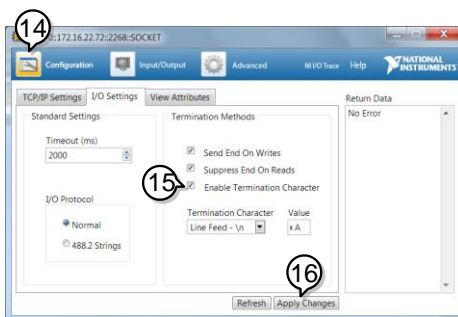 14
::172.16.22.72::2268::SOCKET
Configuration Input/Output Advanced NI I/O Trace Help NATIONAL INSTRUMENTS
TCP/IP Settings I/O Settings View Attributes
Return Data
Standard Settings
Termination Methods
No Error
Timeout (ms)
2000
Send End On Writes
Suppress End On Reads
15
Enable Termination Character
I/O Protocol
Termination Character Value
Normal
Line Feed - \n
x A
488.2 Strings
16
Refresh Apply Changes